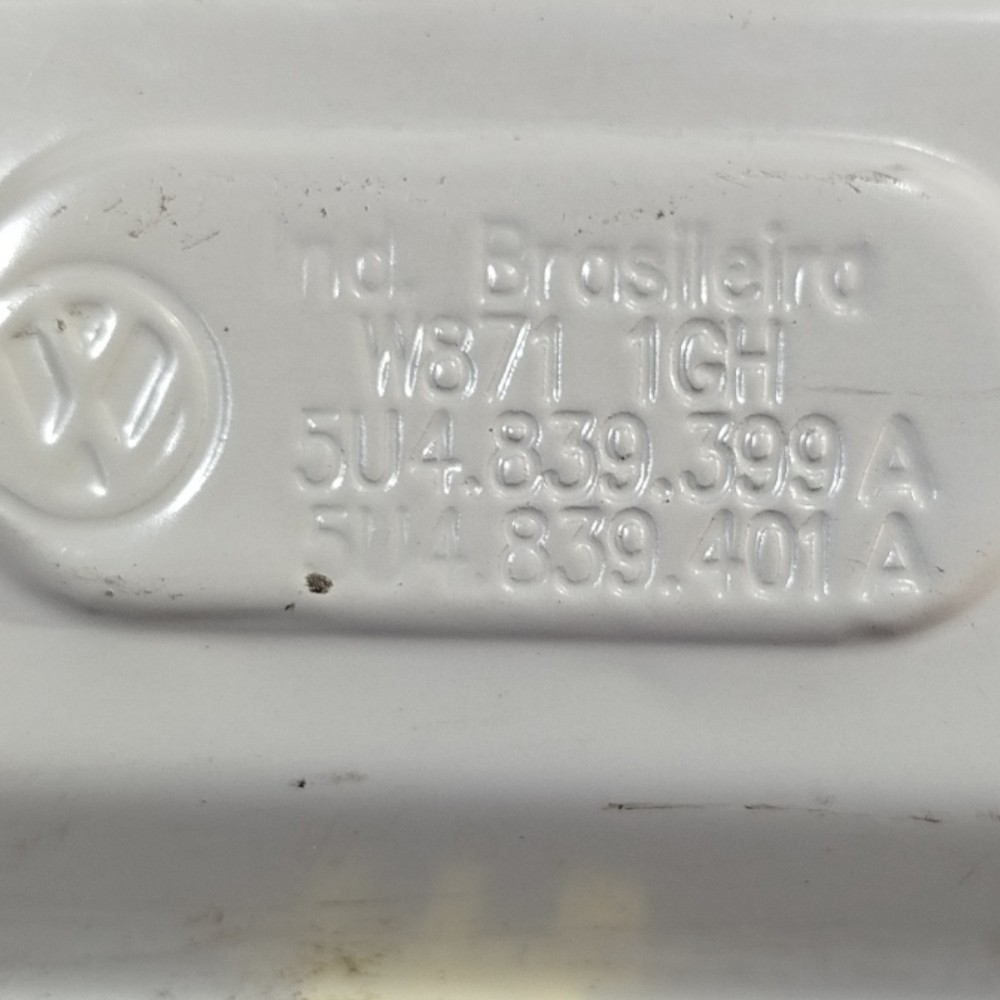 Ind. Brasileira
W871 1GH
5U4.839.399 A
5U4.839.401 A